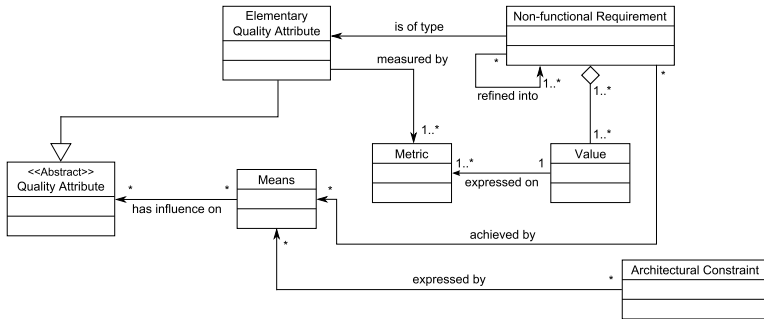 Elementary
Quality Attribute
is of type
Non-functional Requirement
measured by
*
refined into
1..*
1..*
*
1..*
1..*
Metric
1..*
1
expressed on
Value
<<Abstract>>
Quality Attribute
*
has influence on
*
Means
*
achieved by
*
*
expressed by
*
Architectural Constraint